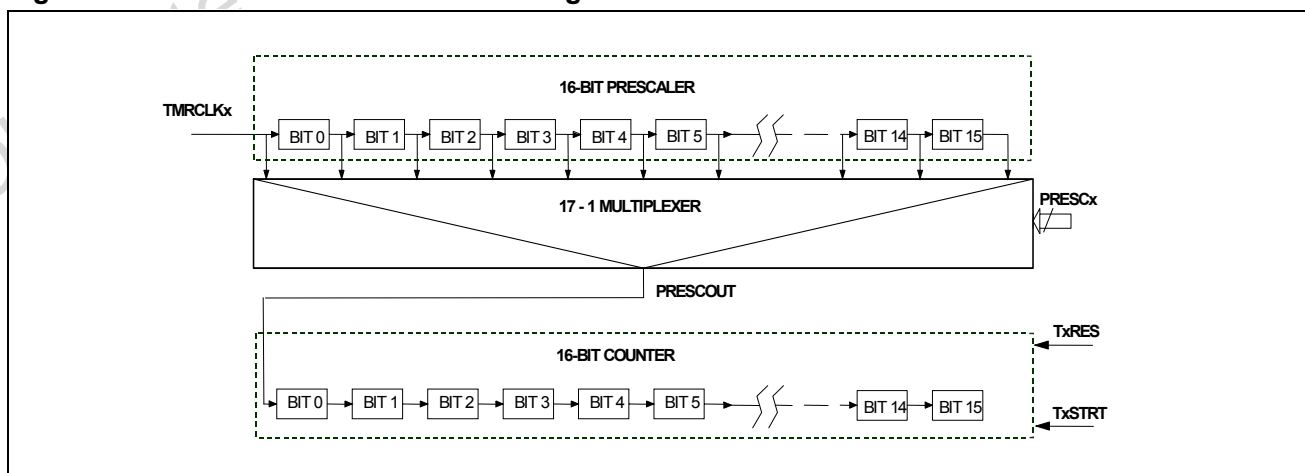 16-BIT PRESCALER
TMRCLKx
BIT 0 BIT 1 BIT 2 BIT 3 BIT 4 BIT 5 BIT 14 BIT 15
17 - 1 MULTIPLEXER
PRESCx
PRESCOUT
TxRES
16-BIT COUNTER
BIT 0 BIT 1 BIT 2 BIT 3 BIT 4 BIT 5 BIT 14 BIT 15
TxSTRT